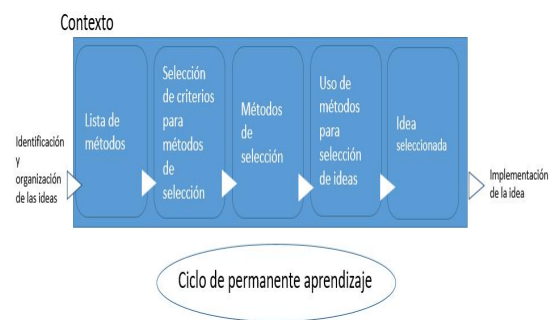 Contexto
Identificación
y
organización
de las ideas
Lista de
métodos
Selección
de criterios
para
métodos
de
selección
Métodos
de
selección
Uso de
métodos
para
selección
de ideas
Idea
seleccionada
Implementación
de la idea
Ciclo de permanente aprendizaje